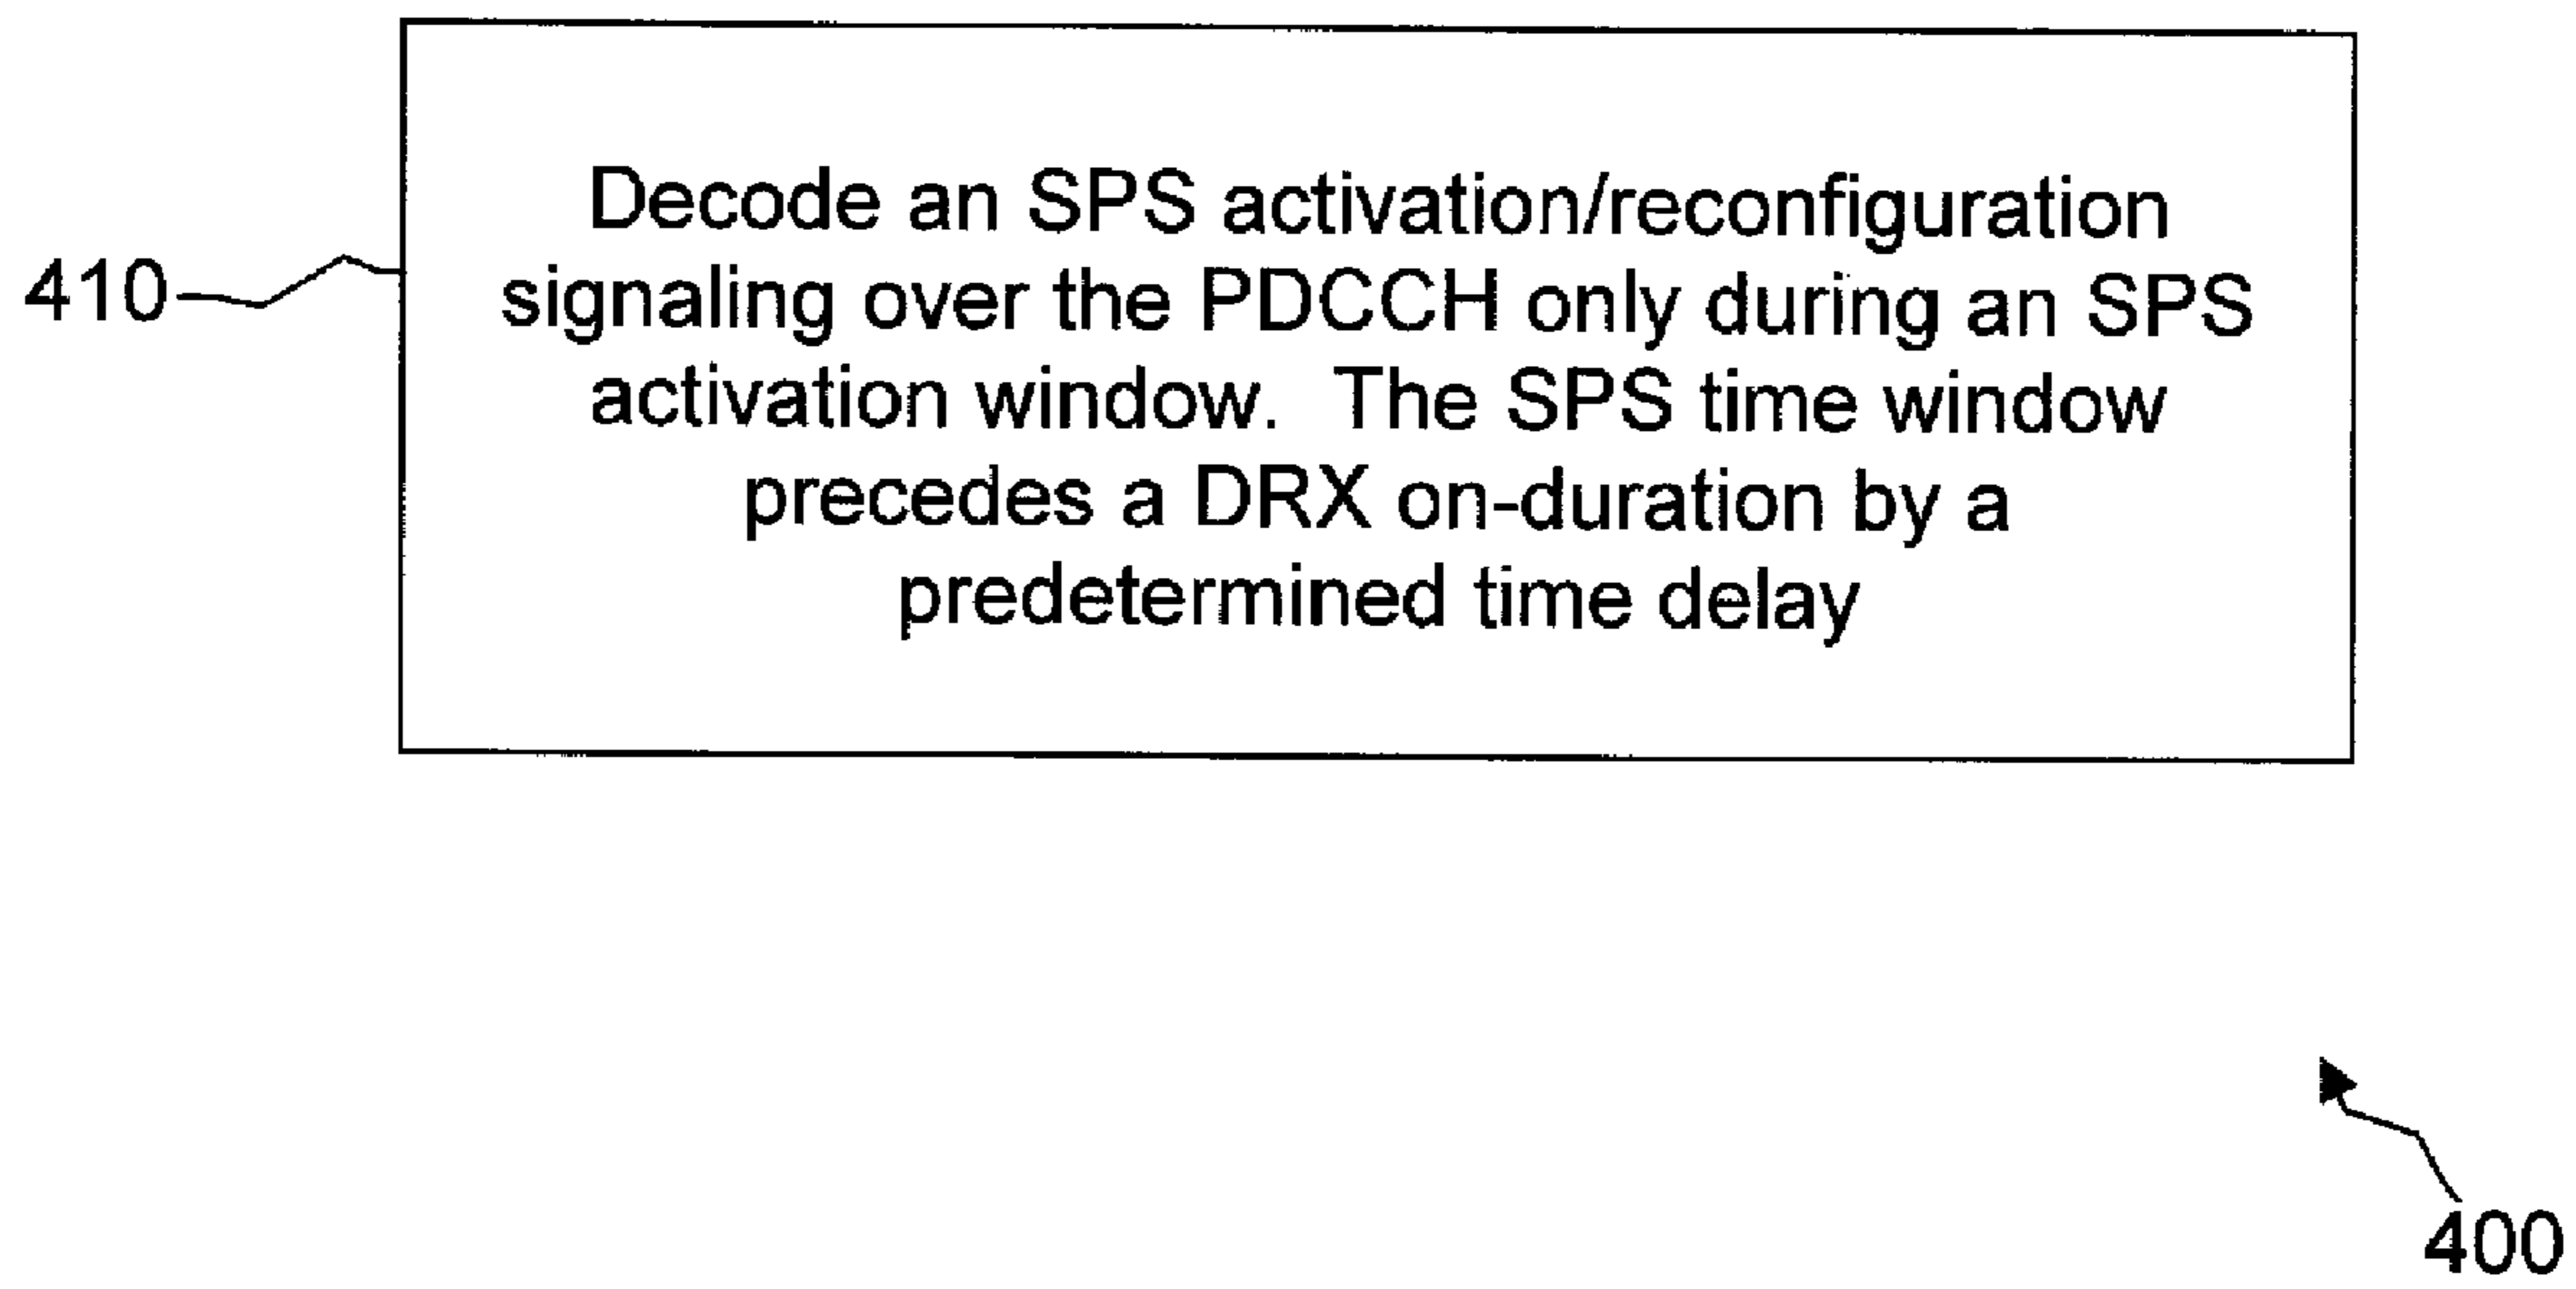 Decode an SPS activation/reconfiguration
signaling over the PDCCH only during an SPS
activation window.  The SPS time window
precedes a DRX on-duration by a
predetermined time delay
410
400